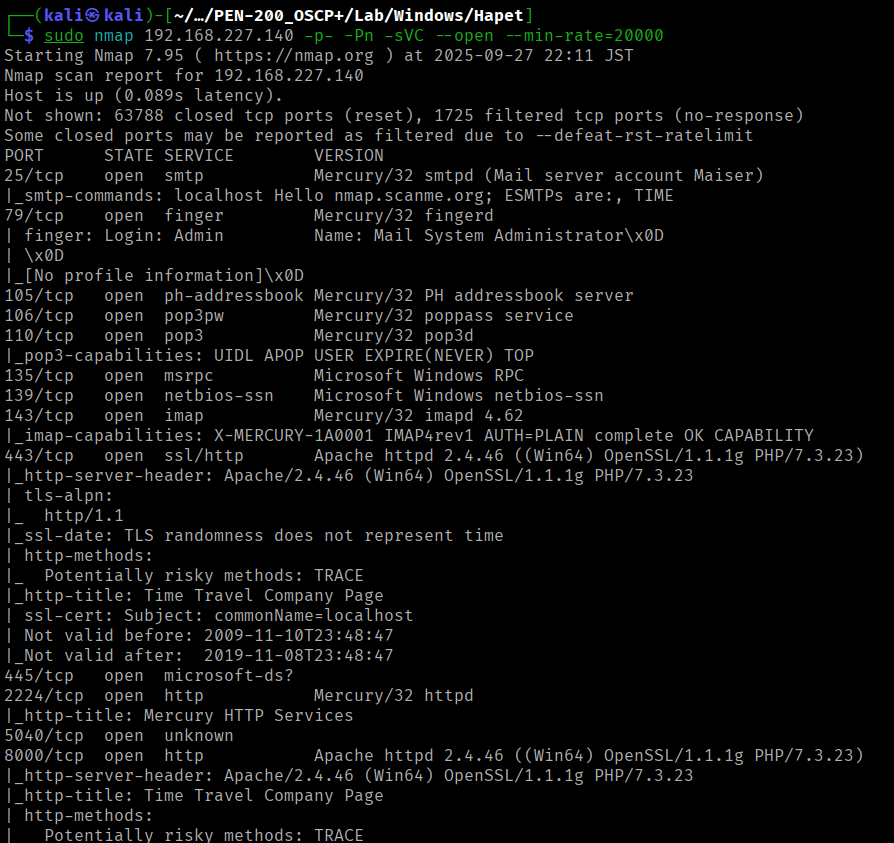 ┌──(kali㉿kali)-[~/…/PEN-200_OSCP+/Lab/Windows/Hapet]
└─$ sudo nmap 192.168.227.140 -p- -Pn -sVC --open --min-rate=20000
Starting Nmap 7.95 ( https://nmap.org ) at 2025-09-27 22:11 JST
Nmap scan report for 192.168.227.140
Host is up (0.089s latency).
Not shown: 63788 closed tcp ports (reset), 1725 filtered tcp ports (no-response)
Some closed ports may be reported as filtered due to --defeat-rst-ratelimit
PORT      STATE SERVICE        VERSION
25/tcp    open  smtp           Mercury/32 smtpd (Mail server account Maiser)
|_smtp-commands: localhost Hello nmap.scanme.org; ESMTPs are:, TIME
79/tcp    open  finger         Mercury/32 fingerd
| finger: Login: Admin         Name: Mail System Administrator\x0D
| \x0D
|_[No profile information]\x0D
105/tcp   open  ph-addressbook Mercury/32 PH addressbook server
106/tcp   open  pop3pw         Mercury/32 poppass service
110/tcp   open  pop3           Mercury/32 pop3d
|_pop3-capabilities: UIDL APOP USER EXPIRE(NEVER) TOP
135/tcp   open  msrpc          Microsoft Windows RPC
139/tcp   open  netbios-ssn    Microsoft Windows netbios-ssn
143/tcp   open  imap           Mercury/32 imapd 4.62
|_imap-capabilities: X-MERCURY-1A0001 IMAP4rev1 AUTH=PLAIN complete OK CAPABILITY
443/tcp   open  ssl/http       Apache httpd 2.4.46 ((Win64) OpenSSL/1.1.1g PHP/7.3.23)
|_http-server-header: Apache/2.4.46 (Win64) OpenSSL/1.1.1g PHP/7.3.23
| tls-alpn:
|_  http/1.1
|_ssl-date: TLS randomness does not represent time
| http-methods:
|_  Potentially risky methods: TRACE
|_http-title: Time Travel Company Page
| ssl-cert: Subject: commonName=localhost
| Not valid before: 2009-11-10T23:48:47
|_Not valid after:  2019-11-08T23:48:47
445/tcp   open  microsoft-ds?
2224/tcp  open  http           Mercury/32 httpd
|_http-title: Mercury HTTP Services
5040/tcp  open  unknown
8000/tcp  open  http           Apache httpd 2.4.46 ((Win64) OpenSSL/1.1.1g PHP/7.3.23)
|_http-server-header: Apache/2.4.46 (Win64) OpenSSL/1.1.1g PHP/7.3.23
|_http-title: Time Travel Company Page
| http-methods:
|   Potentially risky methods: TRACE